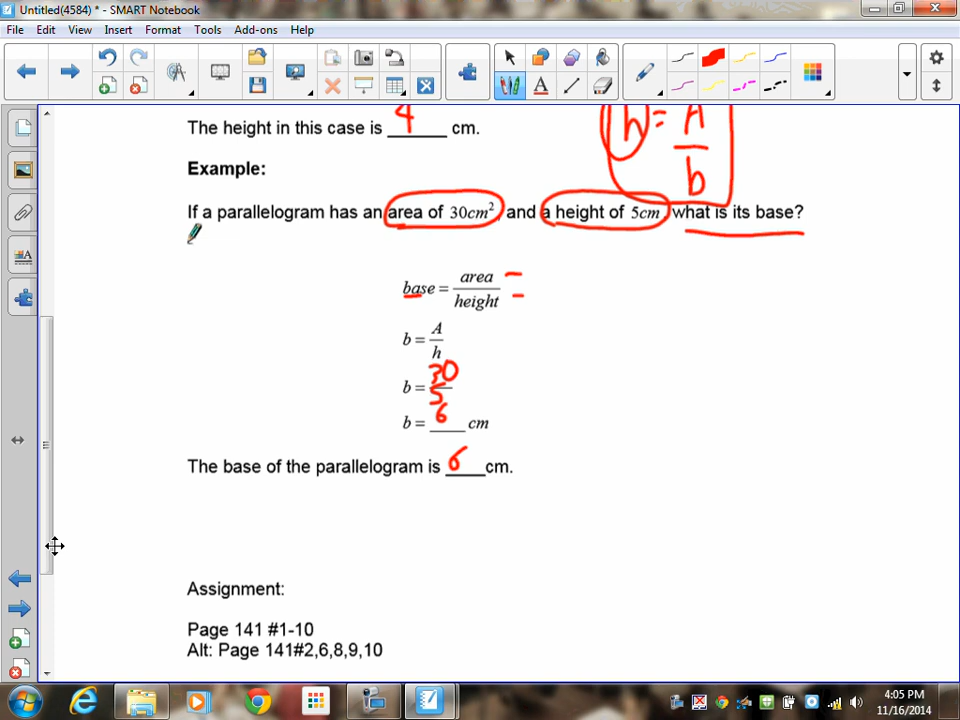 Untitled(4584) * - SMART Notebook
File Edit View Insert Format Tools Add-ons Help
The height in this case is 4 cm.
h = A
b
Example:
If a parallelogram has an area of 30cm², and a height of 5cm, what is its base?
base = area
height
b = A
h
b = 30
5
b = 6 cm
The base of the parallelogram is 6 cm.
Assignment:
Page 141 #1-10
Alt: Page 141#2,6,8,9,10
4:05 PM
11/16/2014